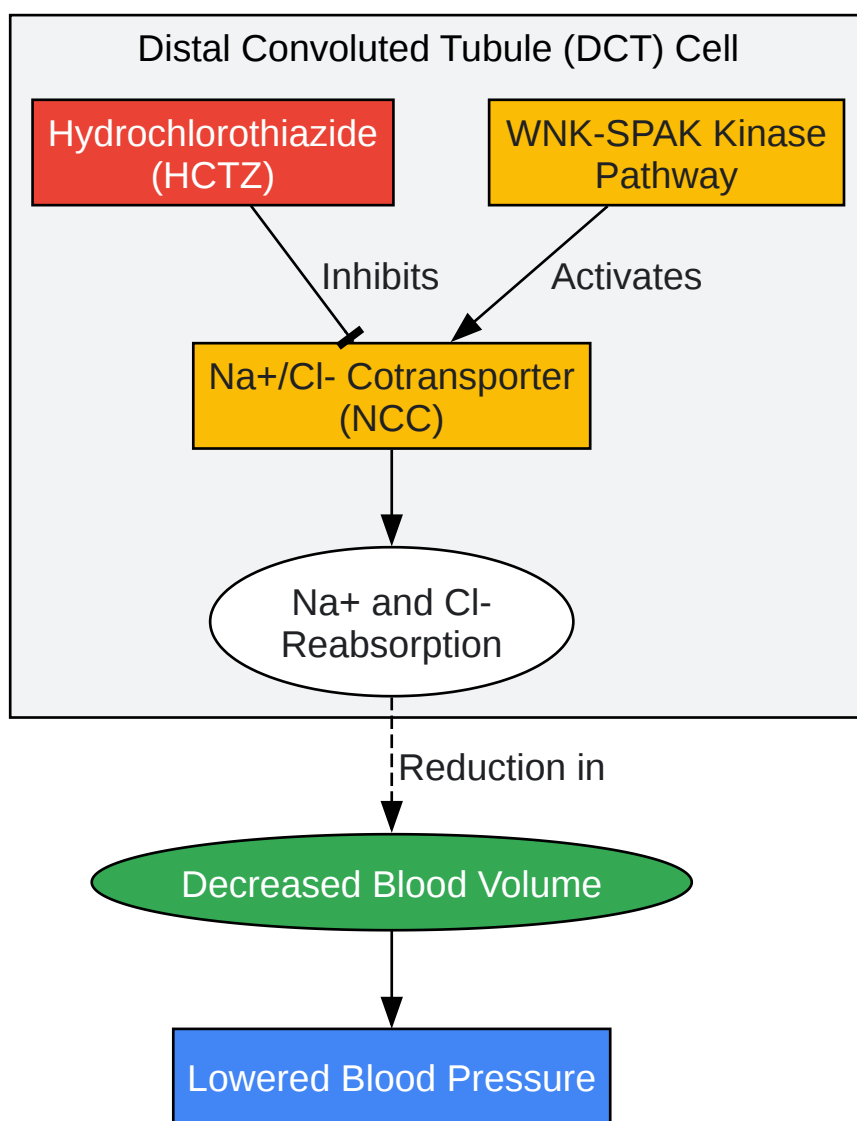 Distal Convoluted Tubule (DCT) Cell
Hydrochlorothiazide
(HCTZ)
WNK-SPAK Kinase
Pathway
Inhibits
Activates
Na+/Cl- Cotransporter
(NCC)
Na+ and Cl-
Reabsorption
Reduction in
Decreased Blood Volume
Lowered Blood Pressure